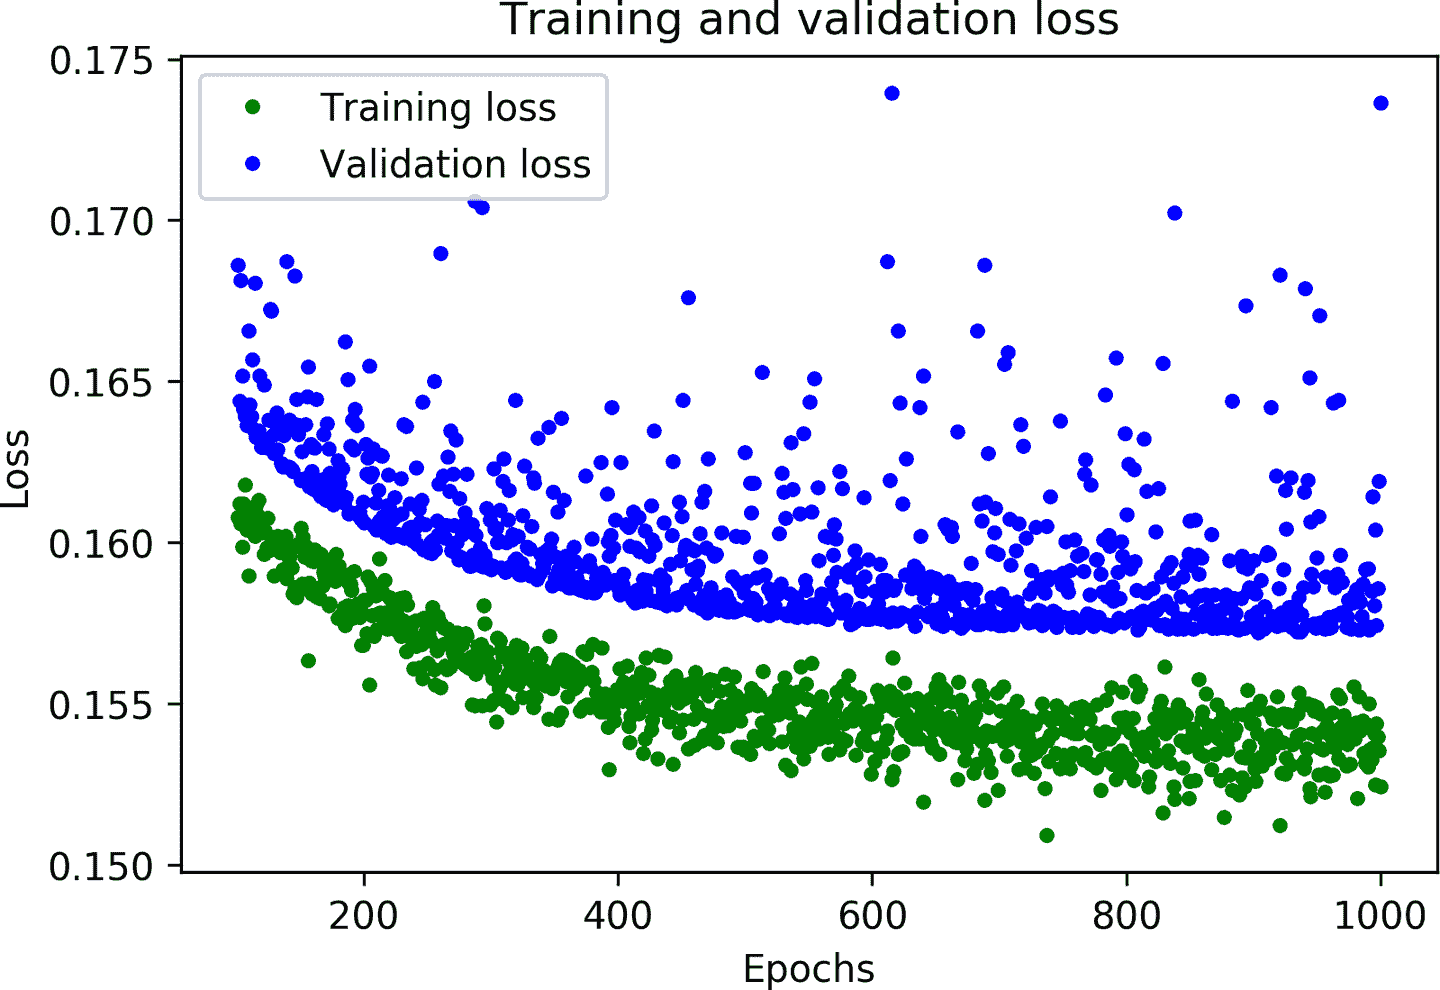 Training and validation loss
0.175
Training loss
Validation loss
0.170
0.165
0.160
0.155
0.150
Loss
200 400 600 800 1000
Epochs